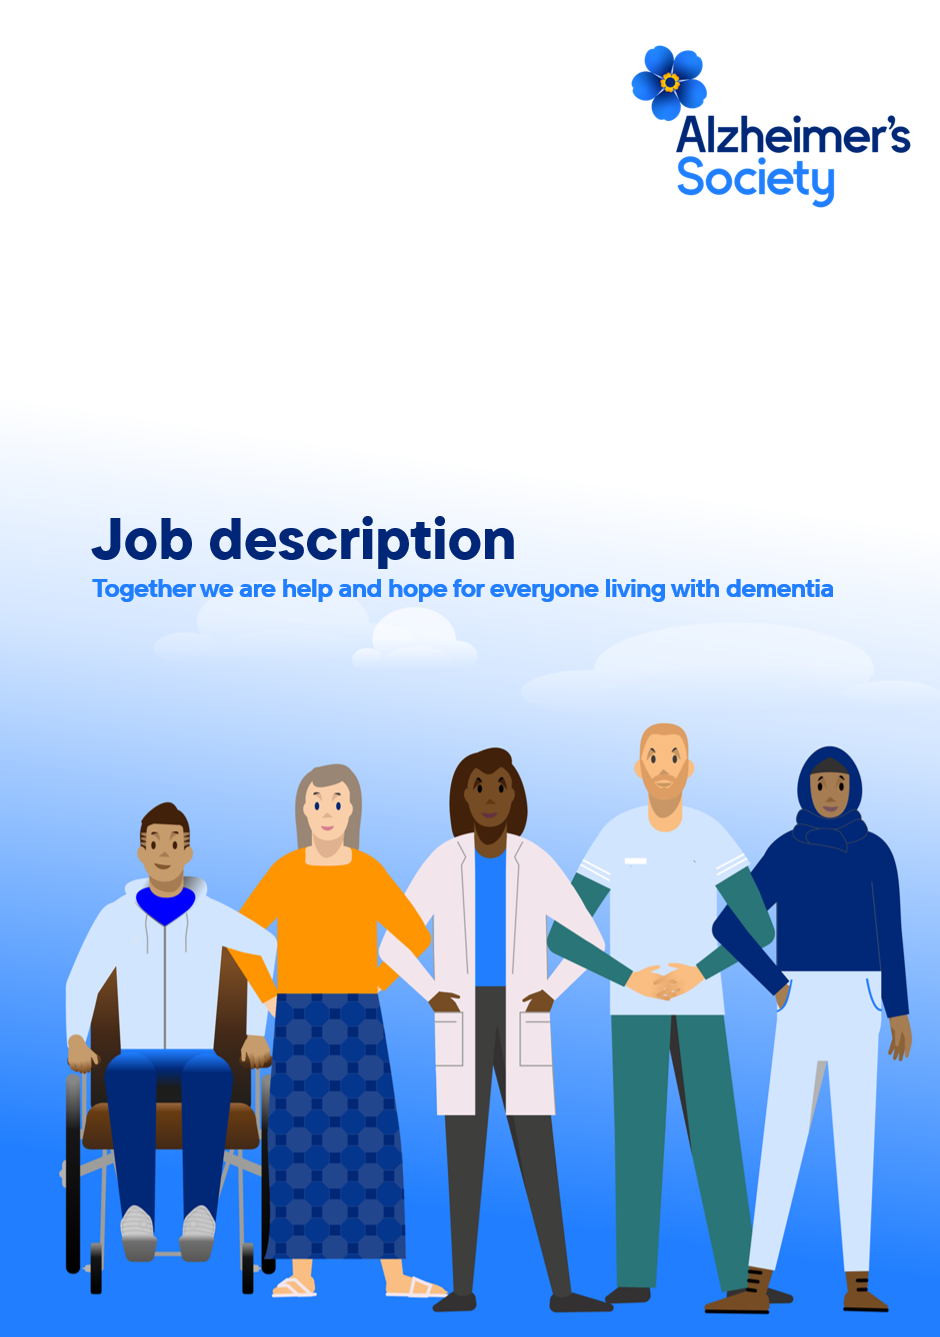 Alzheimer's
Society
Job description
Together we are help and hope for everyone living with dementia